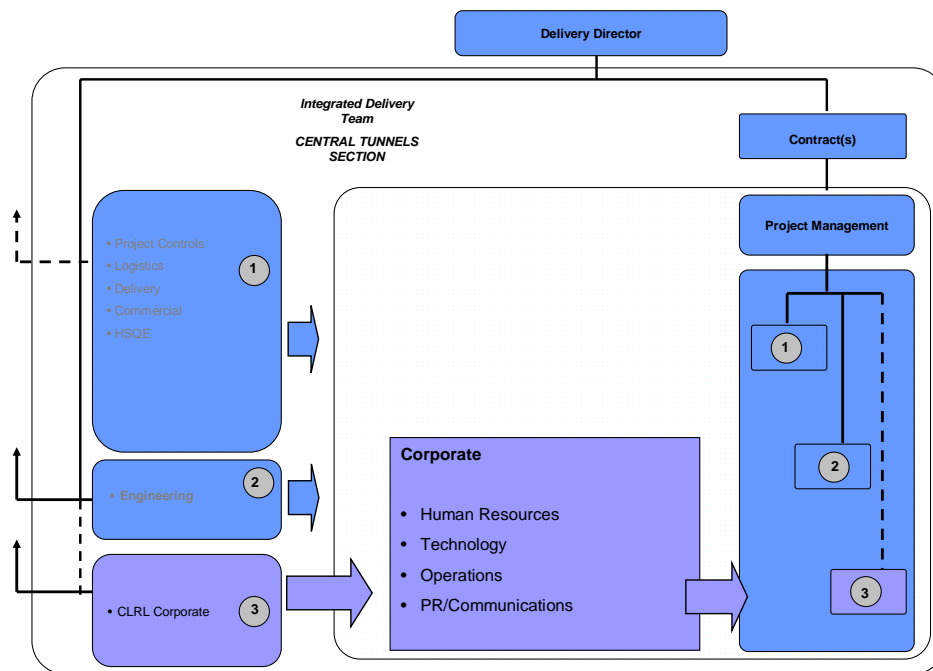 Delivery Director
Integrated Delivery
Team
CENTRAL TUNNELS
SECTION
Contract(s)
Project Management
• Project Controls
• Logistics
• Delivery
• Commercial
• HSQE
1
1
• Engineering
2
2
Corporate
• Human Resources
• Technology
• Operations
• PR/Communications
• CLRL Corporate
3
3